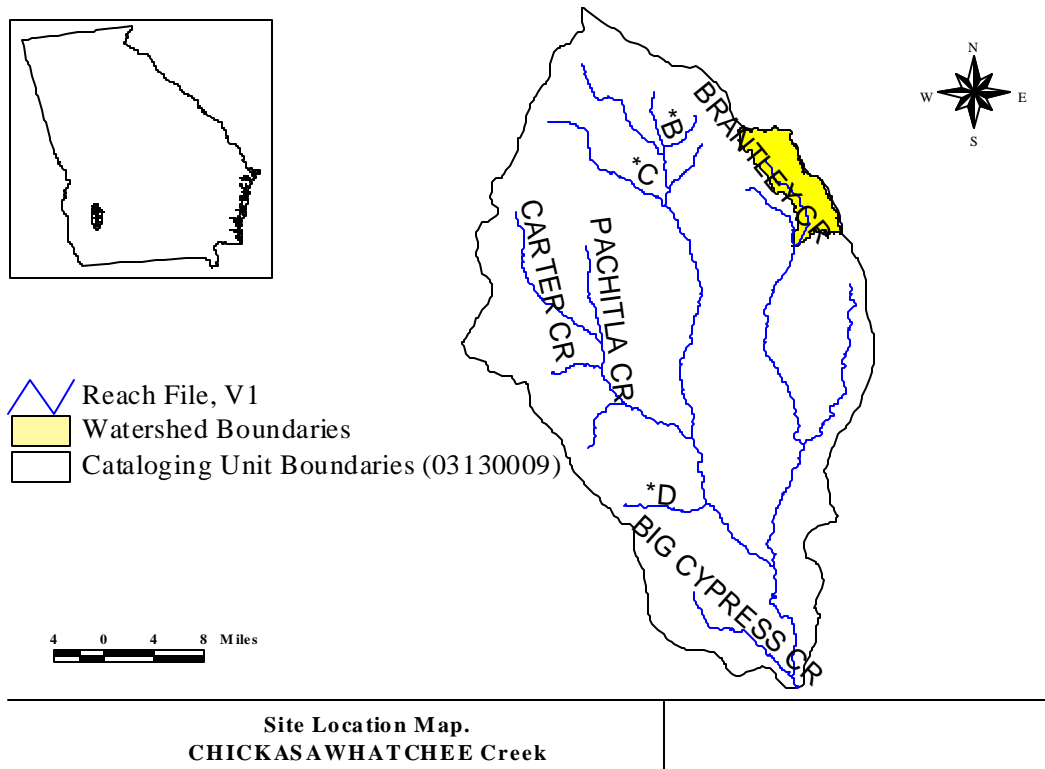 N
W
E
S
BRANTLEY CR
*B
*C
CARTER CR
PACHITLA CR
Reach File, V1
Watershed Boundaries
Cataloging Unit Boundaries (03130009)
*D
BIG CYPRESS CR
4 0 4 8 Miles
Site Location Map.
CHICKASAWHATCHEE Creek